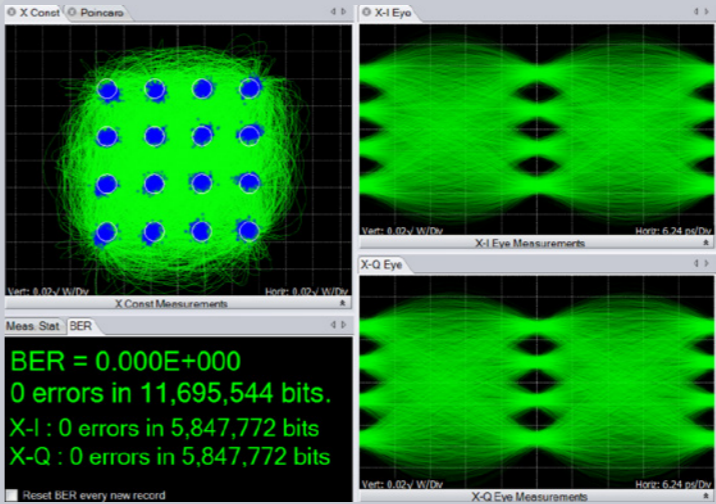 X Const Poincare
Vert: 0.02√ W/Div Horiz: 0.02√ W/Div
X Const Measurements
Meas. Stat BER
BER = 0.000E+000
0 errors in 11,695,544 bits.
X-I : 0 errors in 5,847,772 bits
X-Q : 0 errors in 5,847,772 bits
Reset BER every new record
X-I Eye
Vert: 0.02√ W/Div Horiz: 6.24 ps/Div
X-I Eye Measurements
X-Q Eye
Vert: 0.02√ W/Div Horiz: 6.24 ps/Div
X-Q Eye Measurements